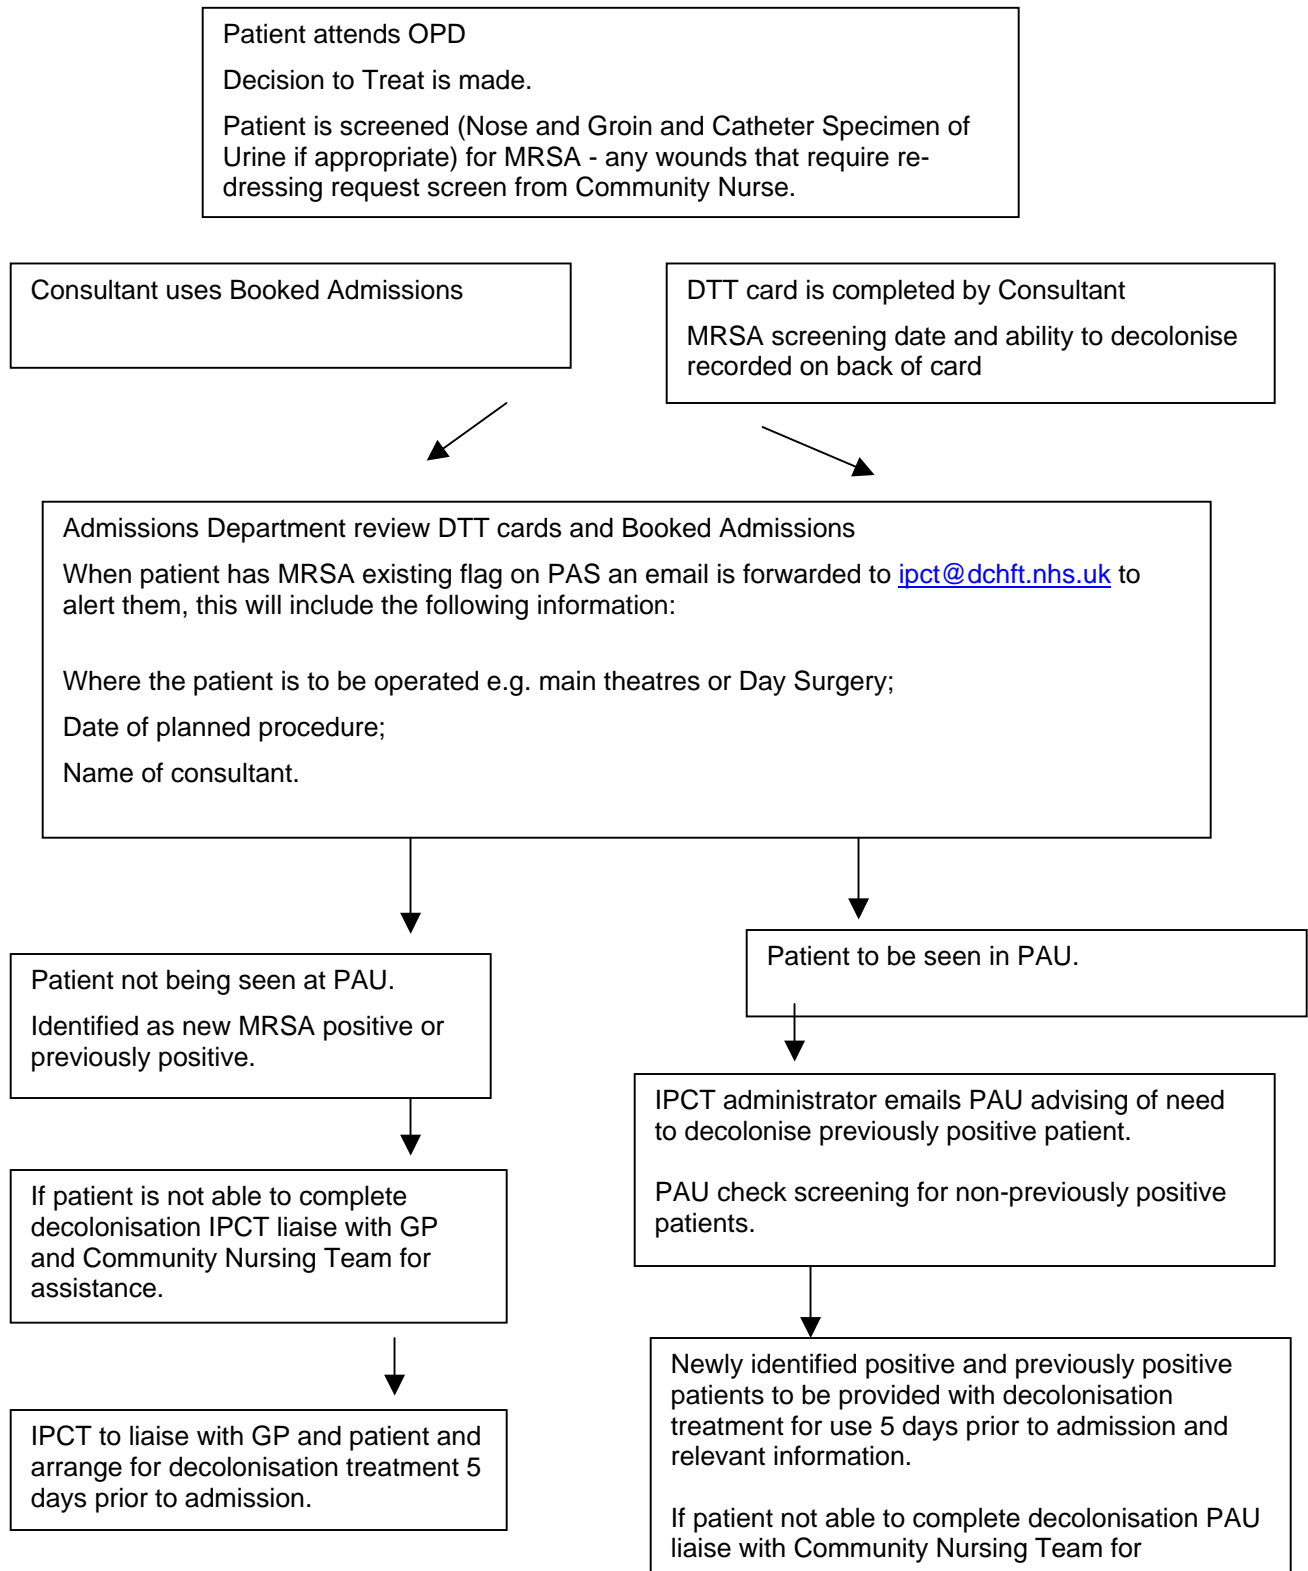 Patient attends OPD
Decision to Treat is made.
Patient is screened (Nose and Groin and Catheter Specimen of
Urine if appropriate) for MRSA - any wounds that require re-
dressing request screen from Community Nurse.
Consultant uses Booked Admissions
DTT card is completed by Consultant
MRSA screening date and ability to decolonise
recorded on back of card
Admissions Department review DTT cards and Booked Admissions
When patient has MRSA existing flag on PAS an email is forwarded to ipct@dchft.nhs.uk to
alert them, this will include the following information:
Where the patient is to be operated e.g. main theatres or Day Surgery;
Date of planned procedure;
Name of consultant.
Patient not being seen at PAU.
Identified as new MRSA positive or
previously positive.
If patient is not able to complete
decolonisation IPCT liaise with GP
and Community Nursing Team for
assistance.
IPCT to liaise with GP and patient and
arrange for decolonisation treatment 5
days prior to admission.
Patient to be seen in PAU.
IPCT administrator emails PAU advising of need
to decolonise previously positive patient.
PAU check screening for non-previously positive
patients.
Newly identified positive and previously positive
patients to be provided with decolonisation
treatment for use 5 days prior to admission and
relevant information.
If patient not able to complete decolonisation PAU
liaise with Community Nursing Team for